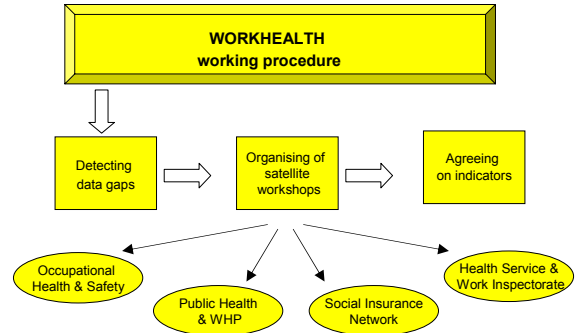 WORKHEALTH
working procedure
Detecting
data gaps
Organising of
satellite
workshops
Agreeing
on indicators
Occupational
Health & Safety
Public Health
& WHP
Social Insurance
Network
Health Service &
Work Inspectorate